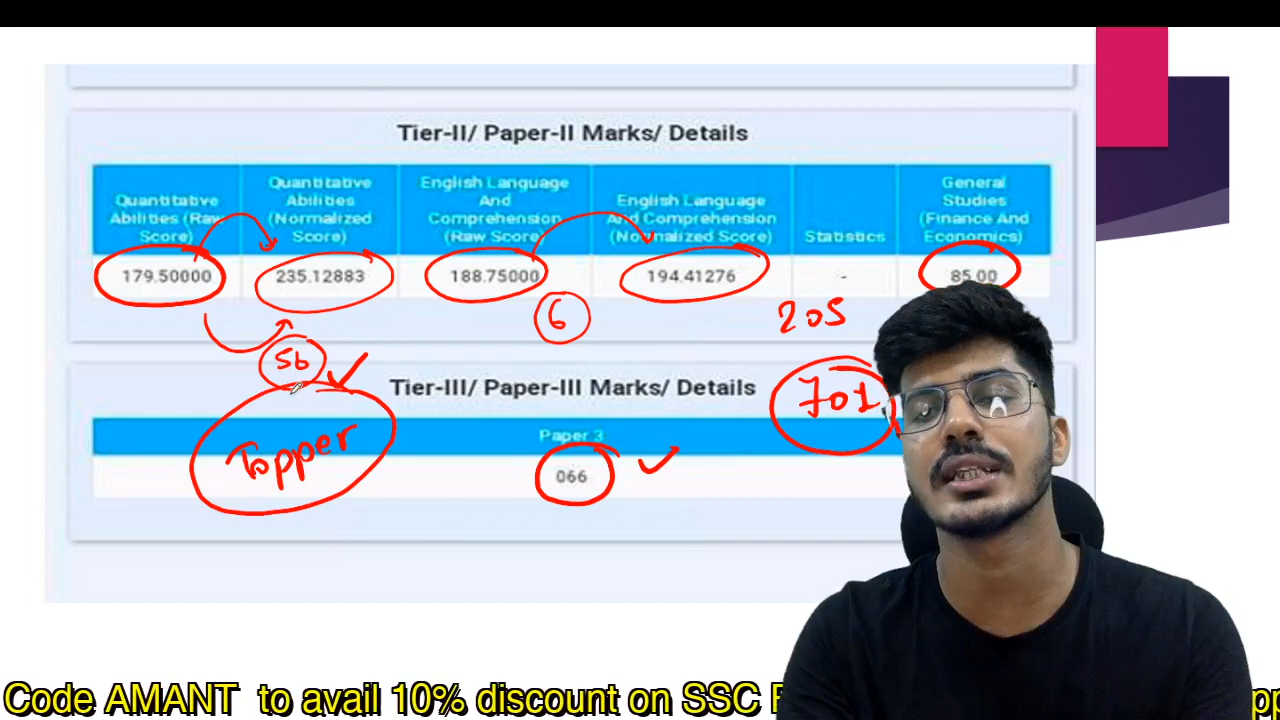 Tier-II/ Paper-II Marks/ Details
Quantitative Abilities (Raw Score)
Quantitative Abilities (Normalized Score)
English Language And Comprehension (Raw Score)
English Language And Comprehension (Normalized Score)
Statistics
General Studies (Finance And Economics)
179.50000 235.12883 188.75000 194.41276 - 85.00
6
205
56
Tier-III/ Paper-III Marks/ Details
701
Topper
Paper 3
066
Code AMANT to avail 10% discount on SSC